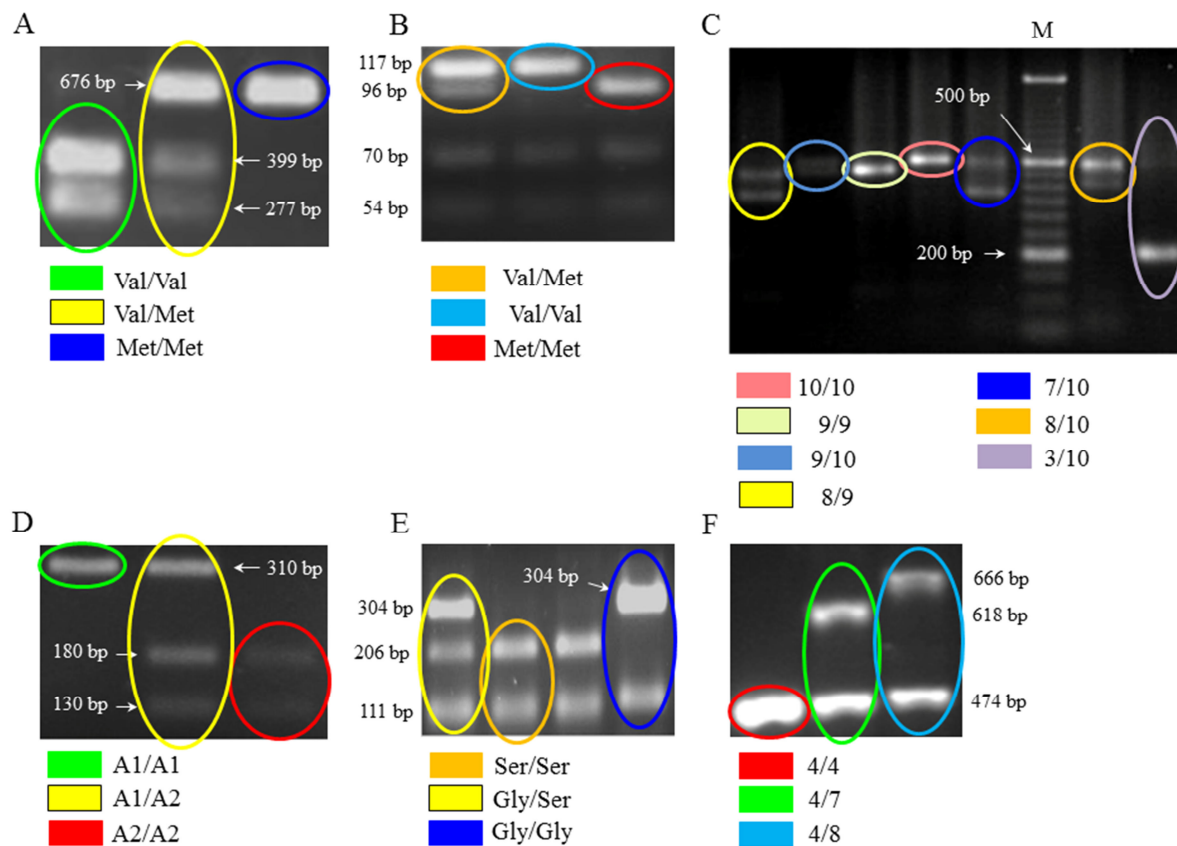 A
676 bp
399 bp
277 bp
Val/Val
Val/Met
Met/Met
B
117 bp
96 bp
70 bp
54 bp
Val/Met
Val/Val
Met/Met
C
M
500 bp
200 bp
10/10
9/9
9/10
8/9
7/10
8/10
3/10
D
310 bp
180 bp
130 bp
A1/A1
A1/A2
A2/A2
E
304 bp
304 bp
206 bp
111 bp
Ser/Ser
Gly/Ser
Gly/Gly
F
666 bp
618 bp
474 bp
4/4
4/7
4/8